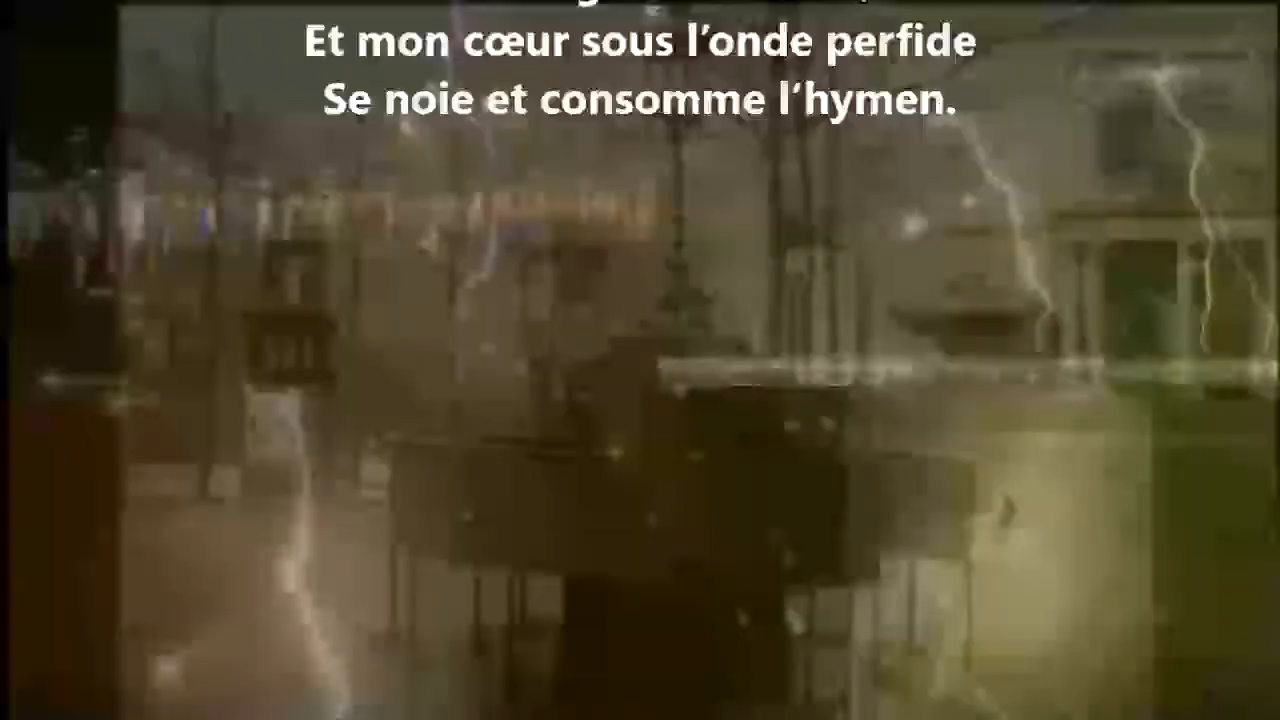 Et mon cœur sous l’onde perfide
Se noie et consomme l’hymen.